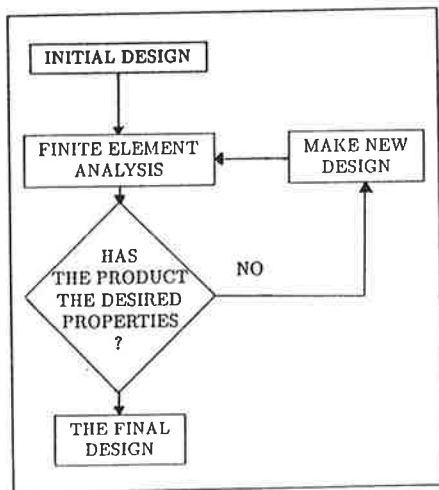 INITIAL DESIGN
FINITE ELEMENT
ANALYSIS
MAKE NEW
DESIGN
HAS
THE PRODUCT
THE DESIRED
PROPERTIES
?
NO
THE FINAL
DESIGN